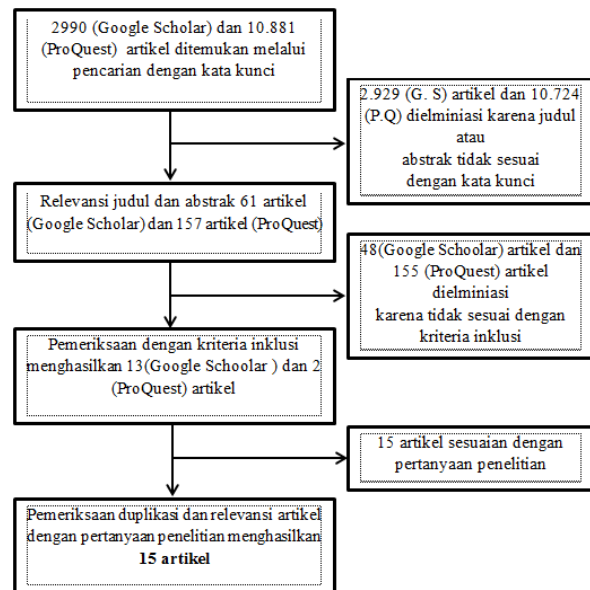 2990 (Google Scholar) dan 10.881
(ProQuest) artikel ditemukan melalui
pencarian dengan kata kunci
2.929 (G. S) artikel dan 10.724
(P.Q) dielminiasi karena judul
atau
abstrak tidak sesuai
dengan kata kunci
Relevansi judul dan abstrak 61 artikel
(Google Scholar) dan 157 artikel (ProQuest)
48(Google Schoolar) artikel dan
155 (ProQuest) artikel
dielminiasi
karena tidak sesuai dengan
kriteria inklusi
Pemeriksaan dengan kriteria inklusi
menghasilkan 13(Google Schoolar ) dan 2
(ProQuest) artikel
15 artikel sesuaian dengan
pertanyaan penelitian
Pemeriksaan duplikasi dan relevansi artikel
dengan pertanyaan penelitian menghasilkan
15 artikel